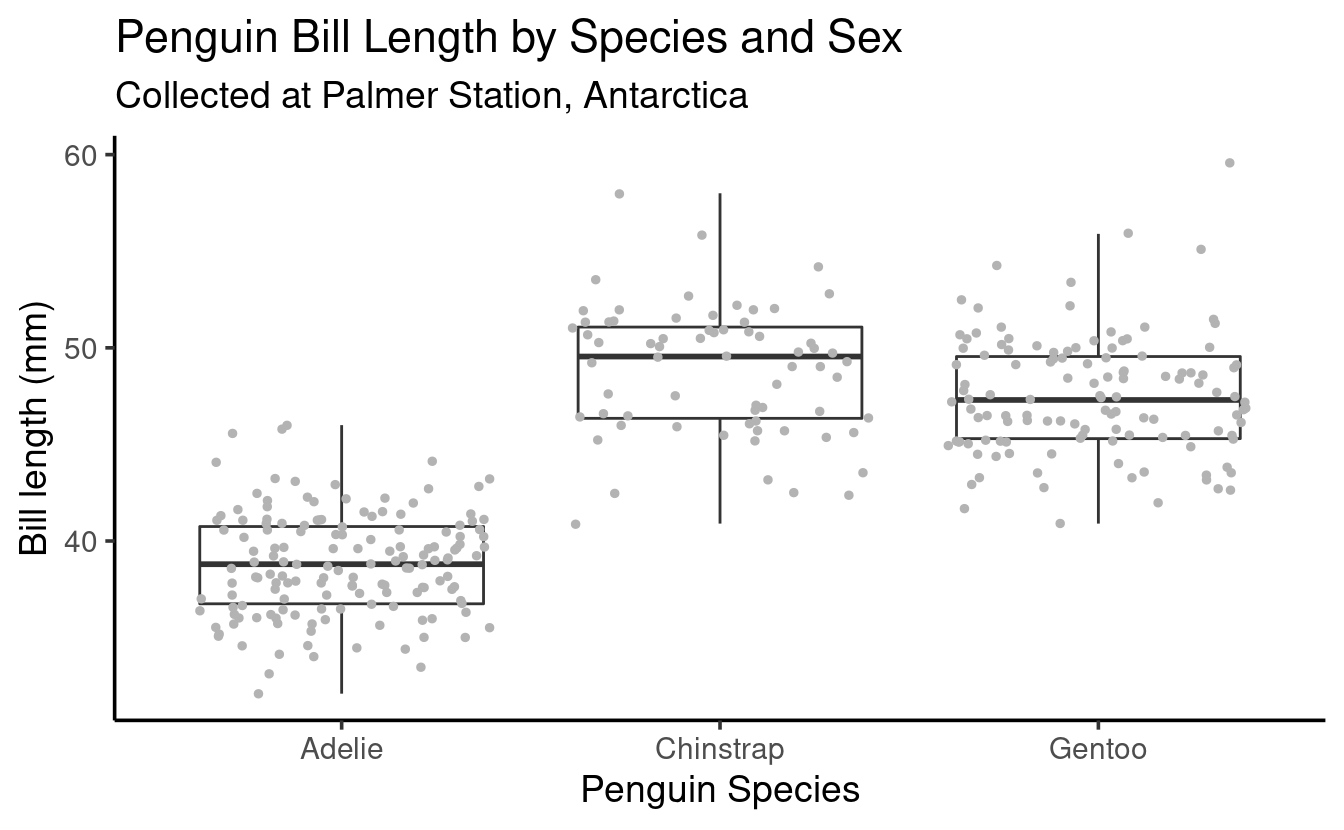 Penguin Bill Length by Species and Sex
Collected at Palmer Station, Antarctica
60
50
40
Bill length (mm)
Adelie
Chinstrap
Gentoo
Penguin Species